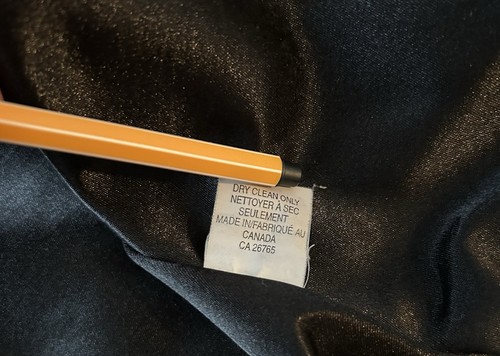 DRY CLEAN ONLY
NETTOYER À SEC
SEULEMENT
MADE IN/FABRIQUÉ AU
CANADA
CA 26765